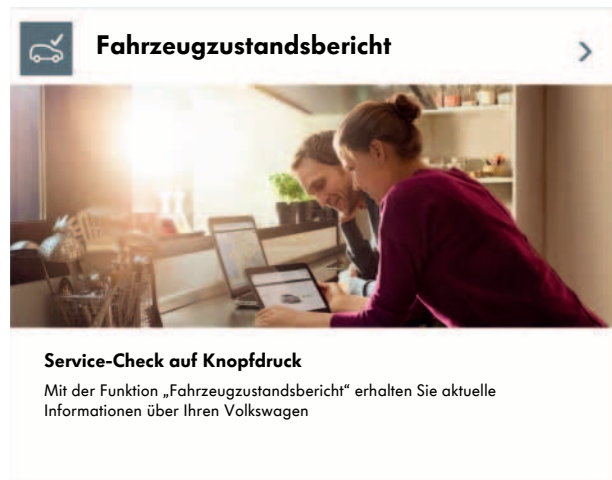 Fahrzeugzustandsbericht
Service-Check auf Knopfdruck
Mit der Funktion „Fahrzeugzustandsbericht“ erhalten Sie aktuelle
Informationen über Ihren Volkswagen